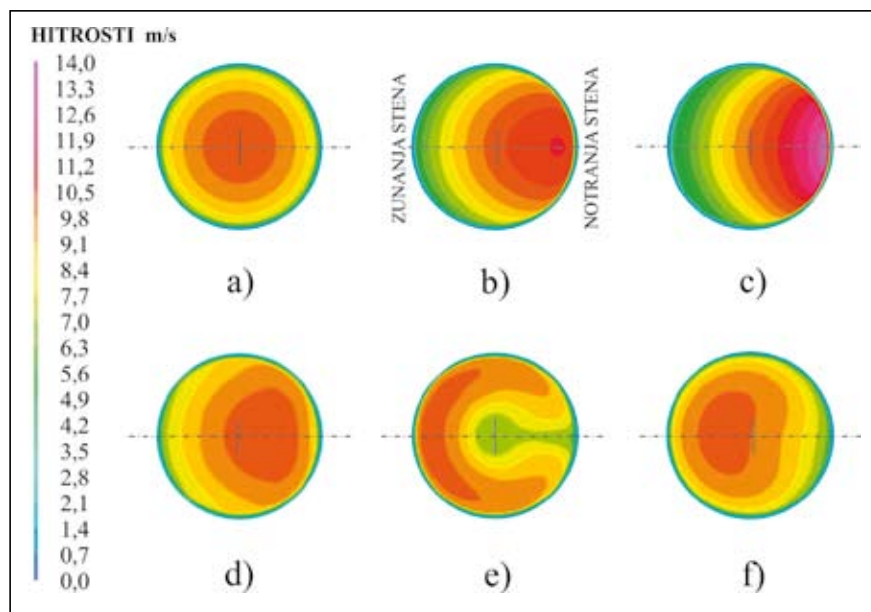 HITROSTI m/s
14,0
13,3
12,6
11,9
11,2
10,5
9,8
9,1
8,4
7,7
7,0
6,3
5,6
4,9
4,2
3,5
2,8
2,1
1,4
0,7
0,0
ZUNANJA STENA
NOTRANJA STENA
a)
b)
c)
d)
e)
f)